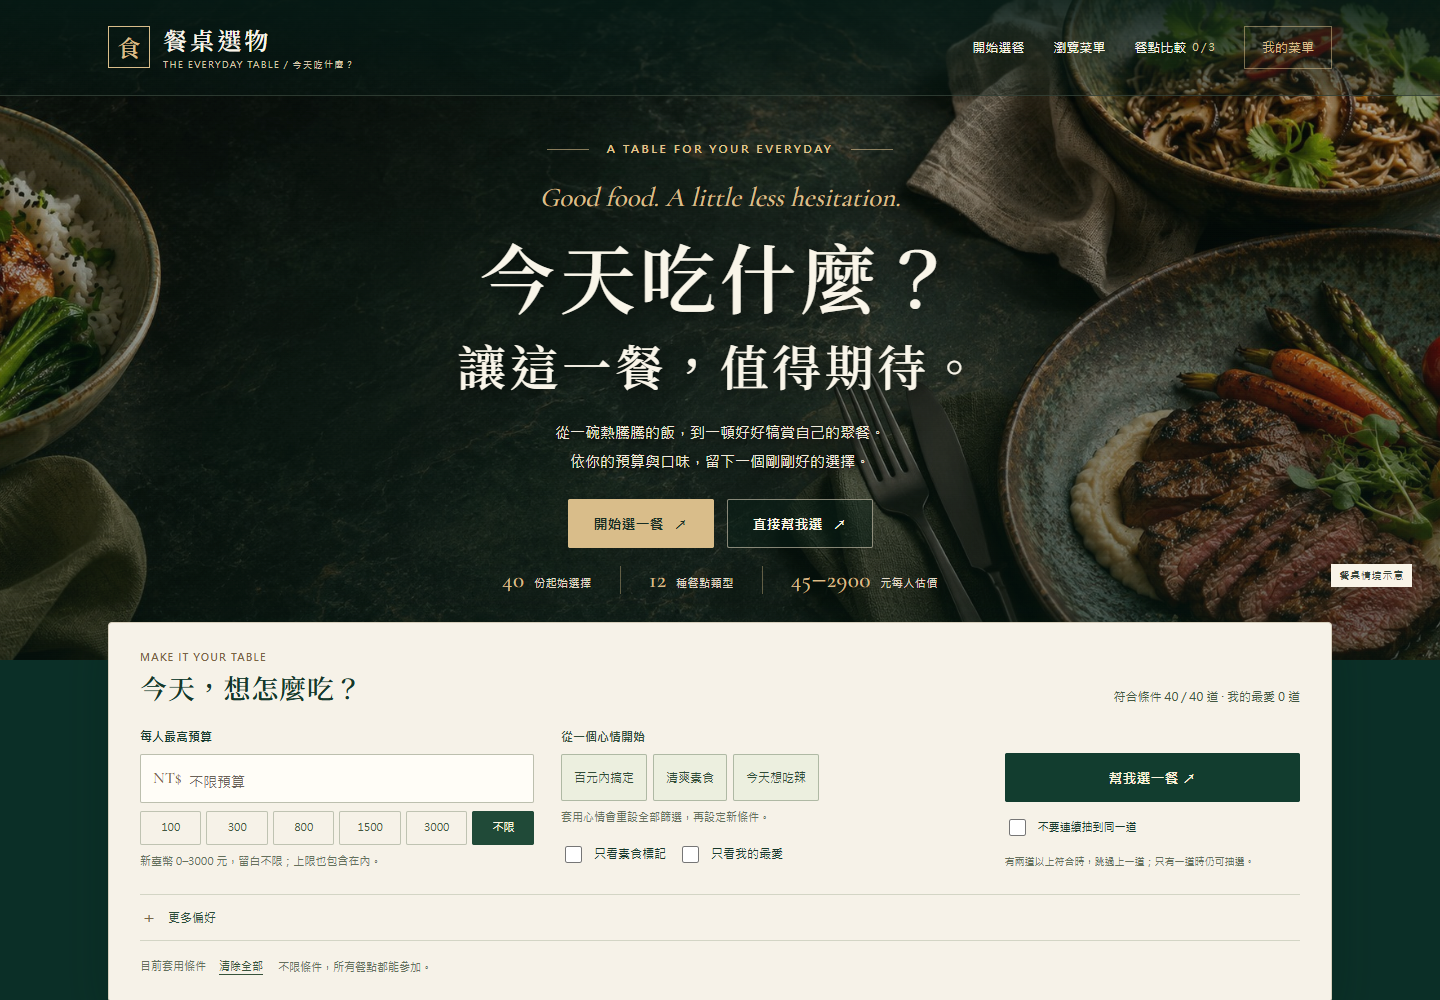 食
餐桌選物
THE EVERYDAY TABLE / 今天吃什麼？
開始選餐
瀏覽菜單
餐點比較 0 / 3
我的菜單
A TABLE FOR YOUR EVERYDAY
Good food. A little less hesitation.
今天吃什麼？
讓這一餐，值得期待。
從一碗熱騰騰的飯，到一頓好好犒賞自己的聚餐。
依你的預算與口味，留下一個剛剛好的選擇。
開始選一餐 ↗
直接幫我選 ↗
40 份起始選擇
12 種餐點類型
45–2900 元每人估價
餐桌情境示意
MAKE IT YOUR TABLE
今天，想怎麼吃？
符合條件 40 / 40 道 · 我的最愛 0 道
每人最高預算
NT$ 不限預算
100
300
800
1500
3000
不限
新臺幣 0–3000 元，留白不限；上限也包含在內。
從一個心情開始
百元內搞定
清爽素食
今天想吃辣
套用心情會重設全部篩選，再設定新條件。
只看素食標記
只看我的最愛
幫我選一餐 ↗
不要連續抽到同一道
有兩道以上符合時，跳過上一道；只有一道時仍可抽選。
+ 更多偏好
目前套用條件
清除全部
不限條件，所有餐點都能參加。